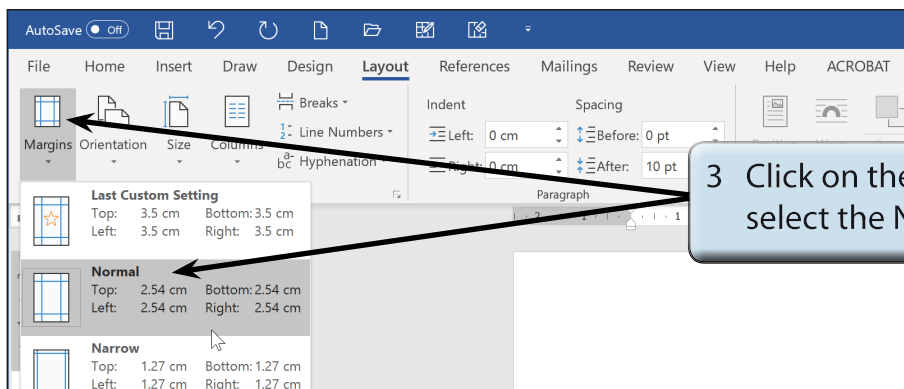 AutoSave Off
File Home Insert Draw Design Layout References Mailings Review View Help ACROBAT
Margins Orientation Size Columns
Breaks
Line Numbers
Hyphenation
Indent Spacing
Left: 0 cm Before: 0 pt
Right: 0 cm After: 10 pt
Paragraph
3 Click on the
select the N
Last Custom Setting
Top: 3.5 cm Bottom: 3.5 cm
Left: 3.5 cm Right: 3.5 cm
Normal
Top: 2.54 cm Bottom: 2.54 cm
Left: 2.54 cm Right: 2.54 cm
Narrow
Top: 1.27 cm Bottom: 1.27 cm
Left: 1.27 cm Right: 1.27 cm